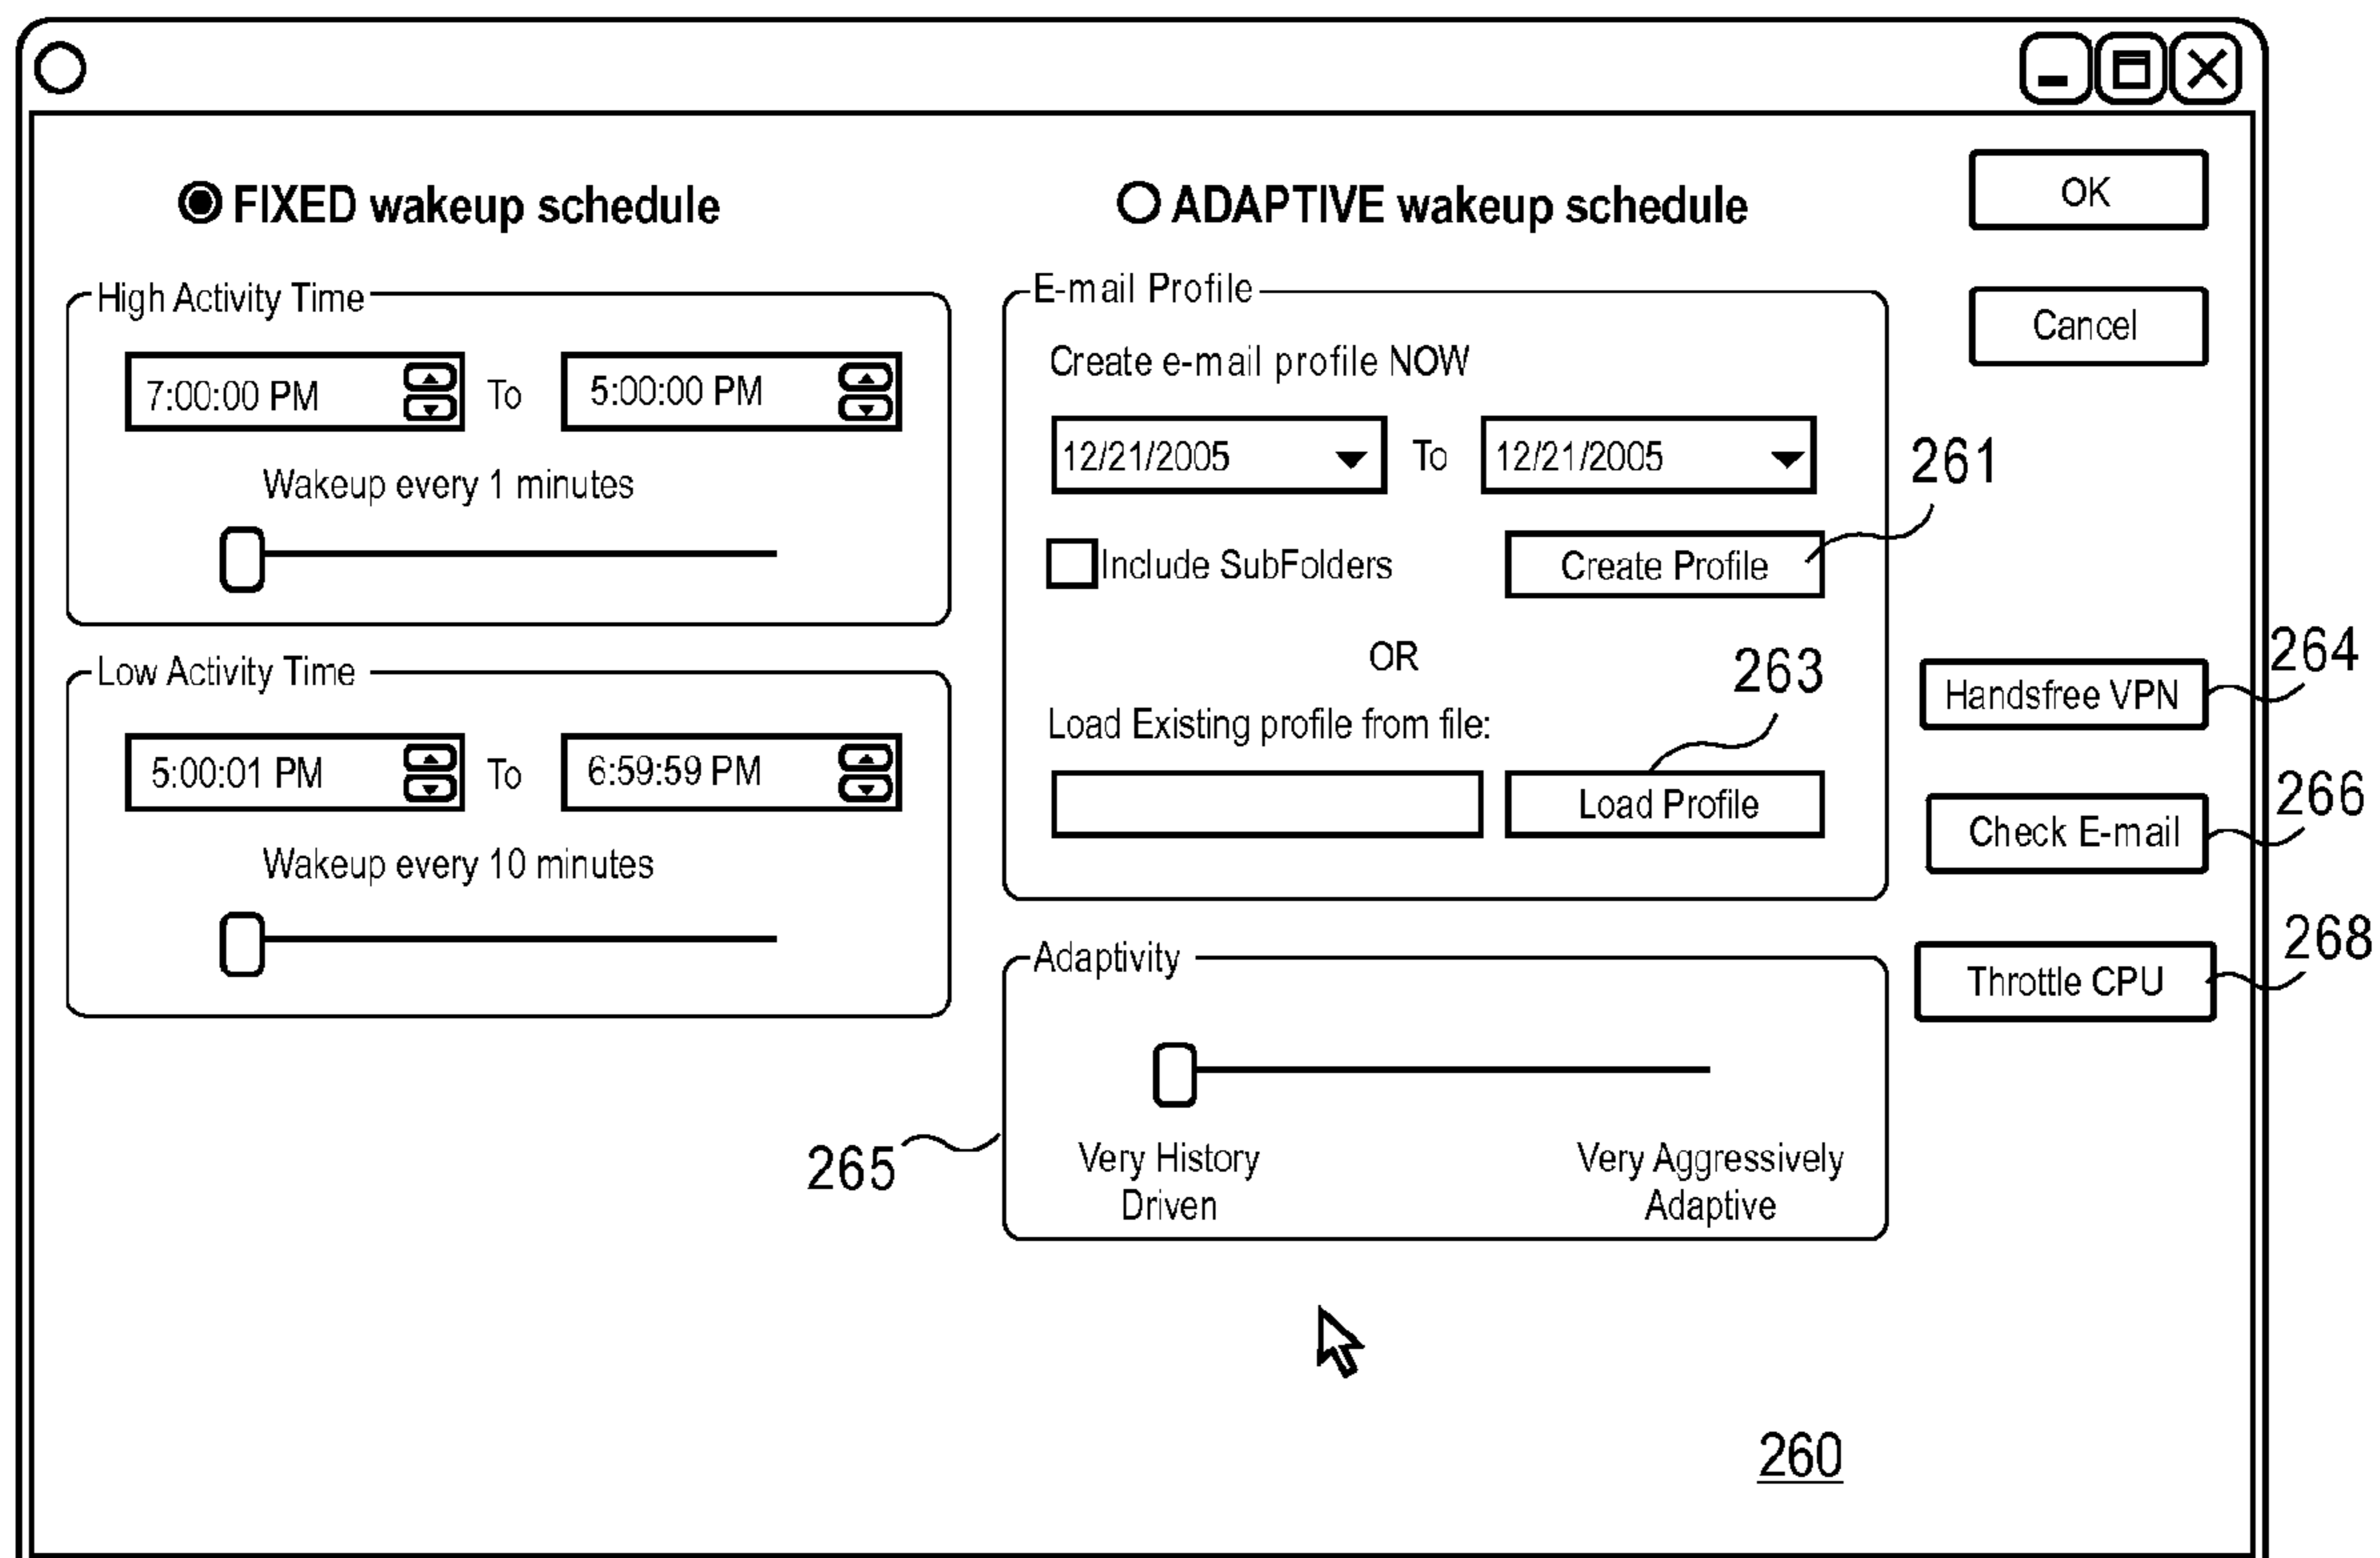 FIXED wakeup schedule
High Activity Time
7:00:00 PM To 5:00:00 PM
Wakeup every 1 minutes
Low Activity Time
5:00:01 PM To 6:59:59 PM
Wakeup every 10 minutes
ADAPTIVE wakeup schedule
E-mail Profile
Create e-mail profile NOW
12/21/2005 To 12/21/2005
Include SubFolders Create Profile
261
OR
263
Load Existing profile from file:
Load Profile
Adaptivity
Very History Very Aggressively
Driven Adaptive
265
OK
Cancel
Handsfree VPN 264
Check E-mail 266
Throttle CPU 268
260